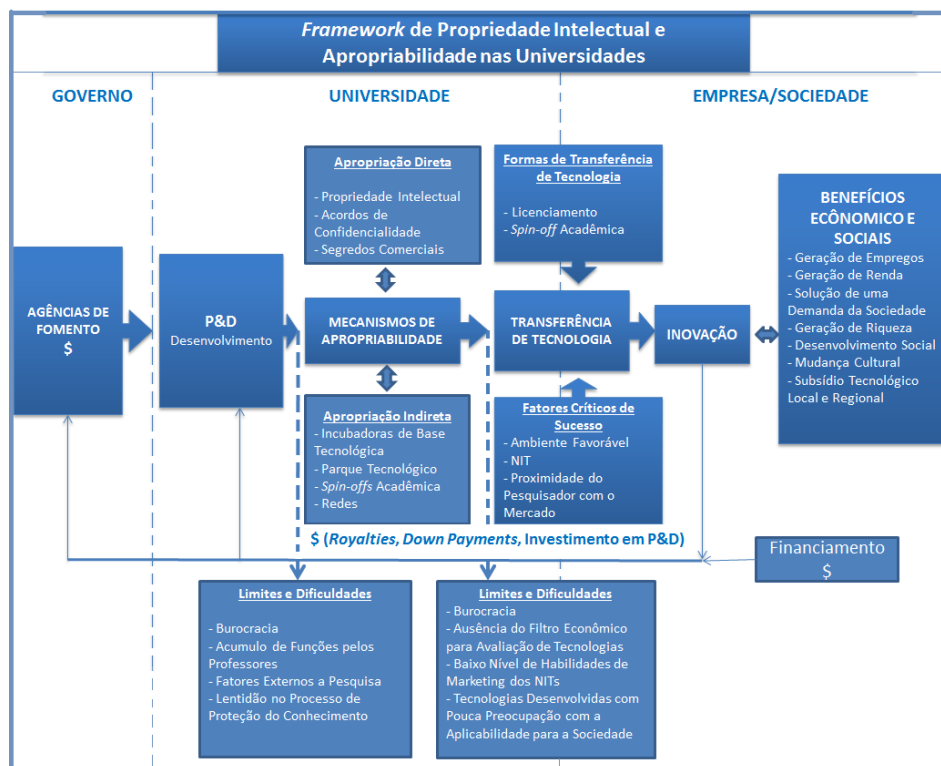 Framework de Propriedade Intelectual e
Apropriabilidade nas Universidades
GOVERNO
UNIVERSIDADE
EMPRESA/SOCIEDADE
Apropriação Direta
- Propriedade Intelectual
- Acordos de
Confidencialidade
- Segredos Comerciais
Formas de Transferência
de Tecnologia
- Licenciamento
- Spin-off Acadêmica
AGÊNCIAS DE
FOMENTO
$
P&D
Desenvolvimento
MECANISMOS DE
APROPRIABILIDADE
TRANSFERÊNCIA
DE TECNOLOGIA
INOVAÇÃO
BENEFÍCIOS
ECÔNOMICO E
SOCIAIS
- Geração de Empregos
- Geração de Renda
- Solução de uma
Demanda da Sociedade
- Geração de Riqueza
- Desenvolvimento Social
- Mudança Cultural
- Subsídio Tecnológico
Local e Regional
Apropriação Indireta
- Incubadoras de Base
Tecnológica
- Parque Tecnológico
- Spin-offs Acadêmica
- Redes
Fatores Críticos de
Sucesso
- Ambiente Favorável
- NIT
- Proximidade do
Pesquisador com o
Mercado
$ (Royalties, Down Payments, Investimento em P&D)
Financiamento
$
Limites e Dificuldades
- Burocracia
- Acumulo de Funções pelos
Professores
- Fatores Externos a Pesquisa
- Lentidão no Processo de
Proteção do Conhecimento
Limites e Dificuldades
- Burocracia
- Ausência do Filtro Econômico
para Avaliação de Tecnologias
- Baixo Nível de Habilidades de
Marketing dos NITs
- Tecnologias Desenvolvidas com
Pouca Preocupação com a
Aplicabilidade para a Sociedade